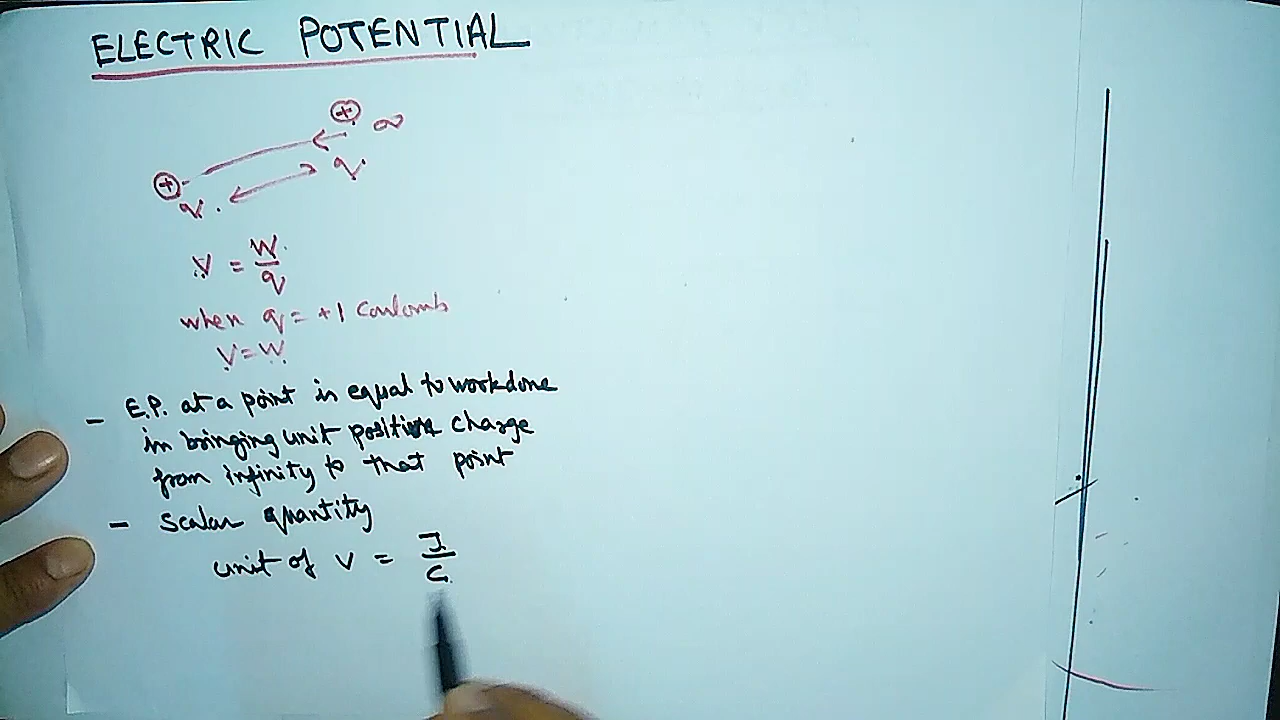 ELECTRIC POTENTIAL
+ ∞
+ q
q
V = W/q
when q = +1 Coulomb
V = W
- E.P. at a point is equal to workdone
in bringing unit positive charge
from infinity to that point
- Scalar quantity
unit of V = J/C